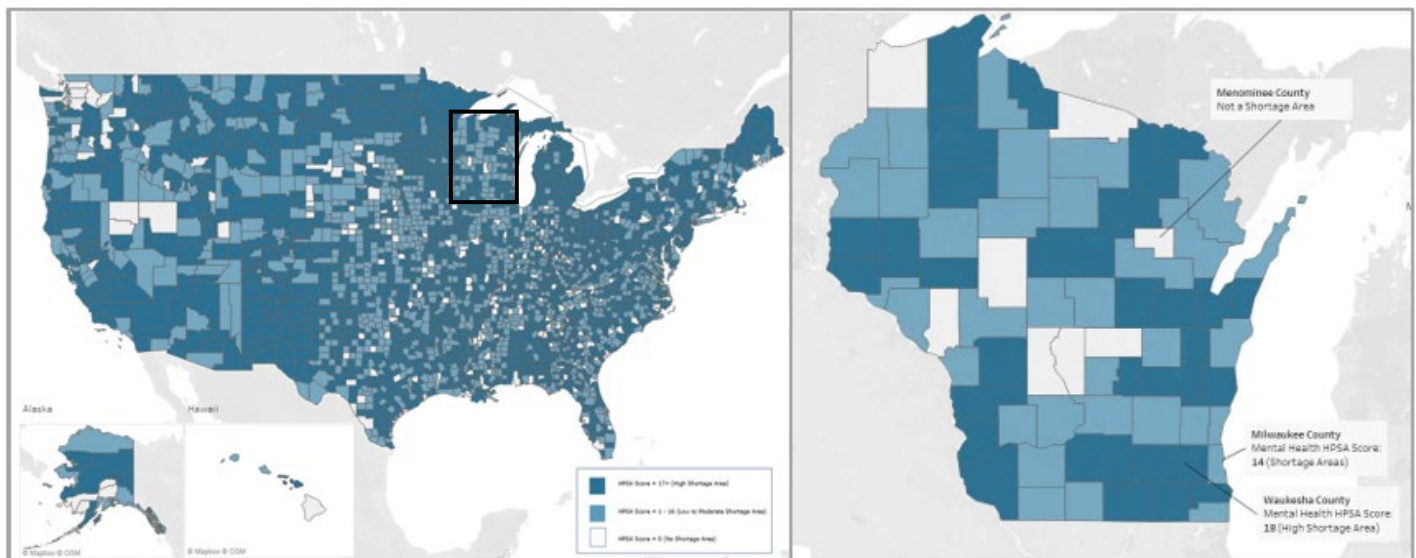 Alaska
Hawaii
© Mapbox © OSM
© Mapbox © OSM
HPSA Score = 17+ (High Shortage Area)
HPSA Score = 1 - 16 (Low to Moderate Shortage Area)
HPSA Score = 0 (No Shortage Area)
Menominee County
Not a Shortage Area
M
Milwaukee County
Mental Health HPSA Score:
14 (Shortage Areas)
Waukesha County
Mental Health HPSA Score:
18 (High Shortage Area)
© Mapbox © OSM